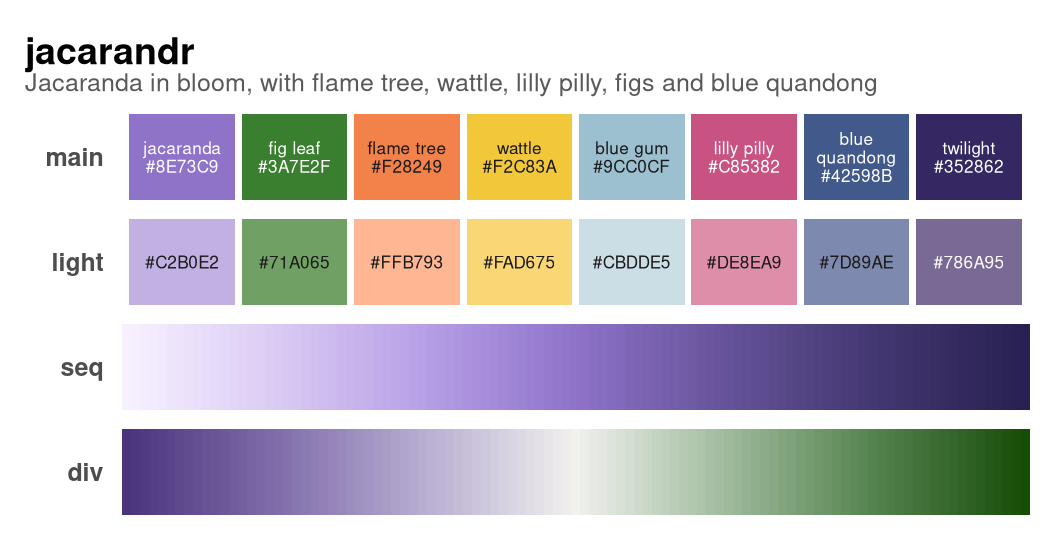 jacarandr
Jacaranda in bloom, with flame tree, wattle, lilly pilly, figs and blue quandong
main
jacaranda
#8E73C9
fig leaf
#3A7E2F
flame tree
#F28249
wattle
#F2C83A
blue gum
#9CC0CF
lilly pilly
#C85382
blue
quandong
#42598B
twilight
#352862
light
#C2B0E2
#71A065
#FFB793
#FAD675
#CBDDE5
#DE8EA9
#7D89AE
#786A95
seq
div